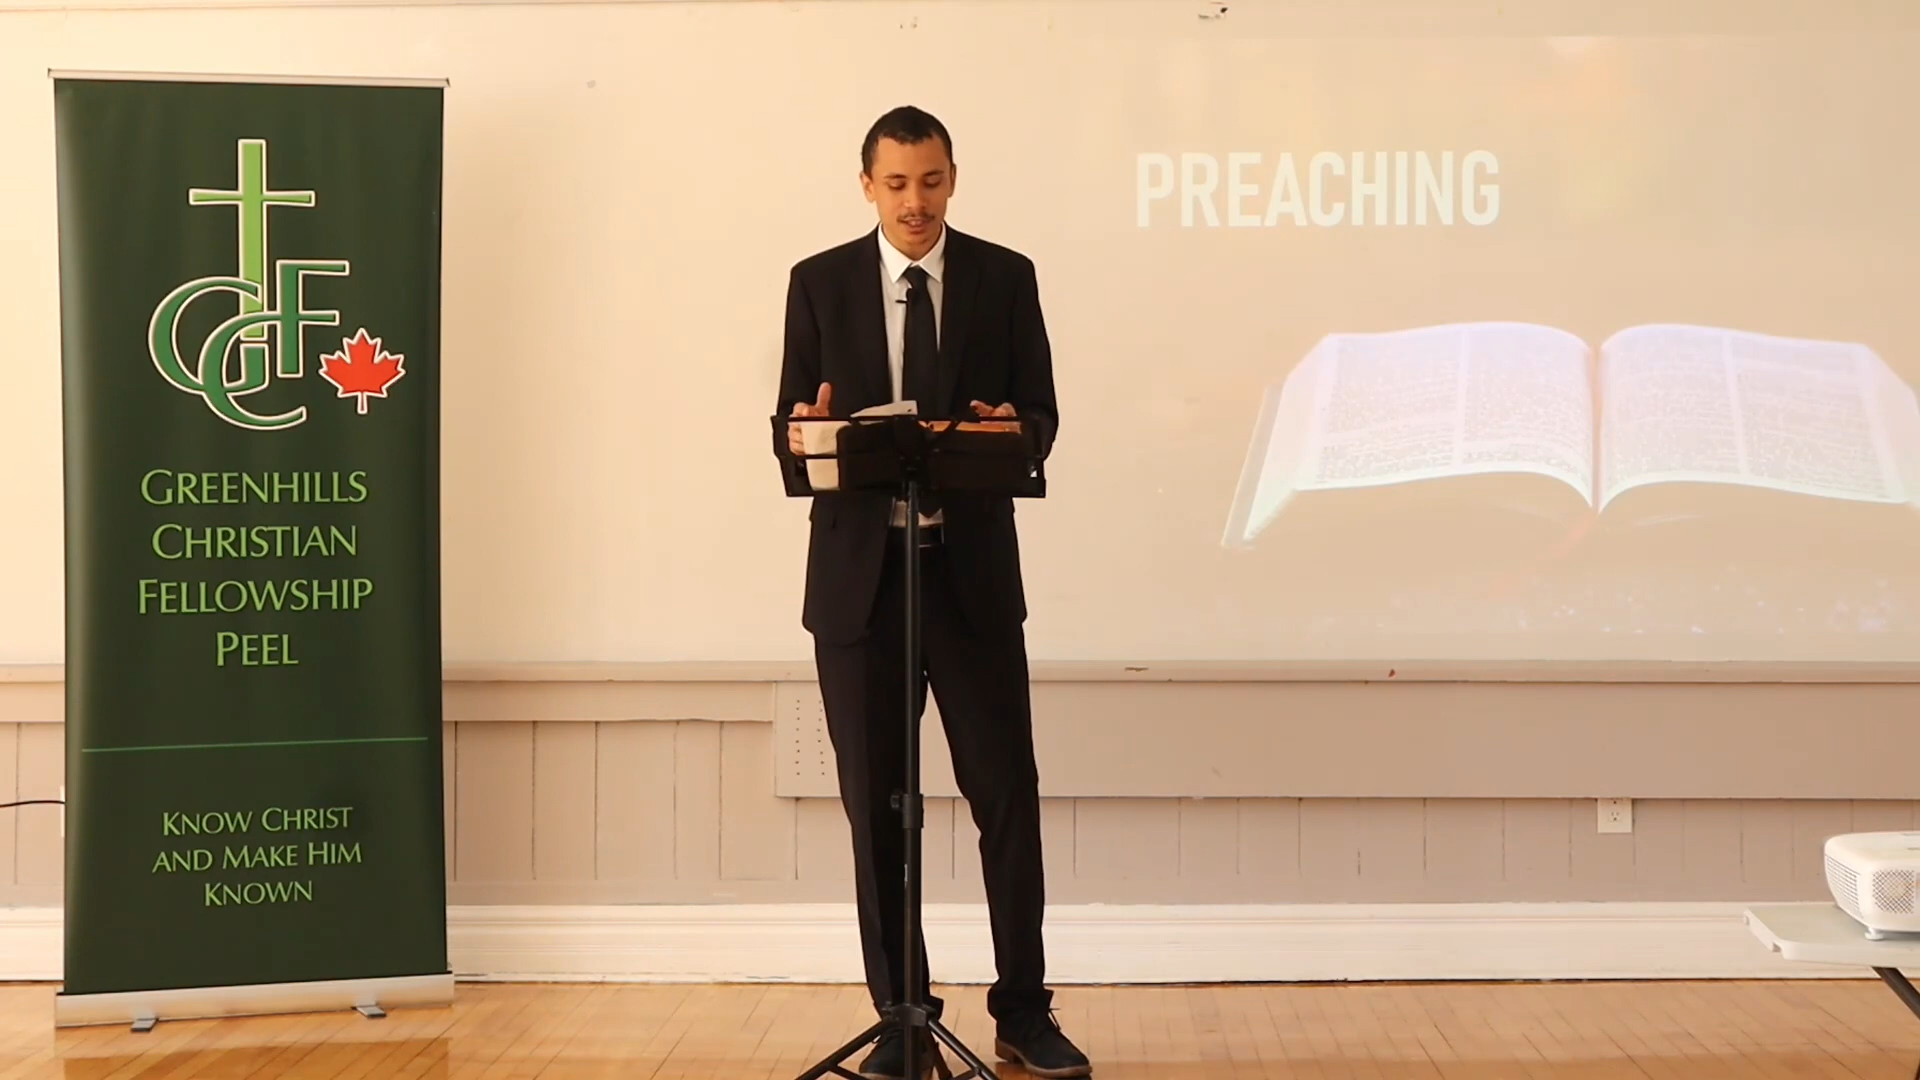 GCF
GREENHILLS
CHRISTIAN
FELLOWSHIP
PEEL
KNOW CHRIST
AND MAKE HIM
KNOWN
PREACHING